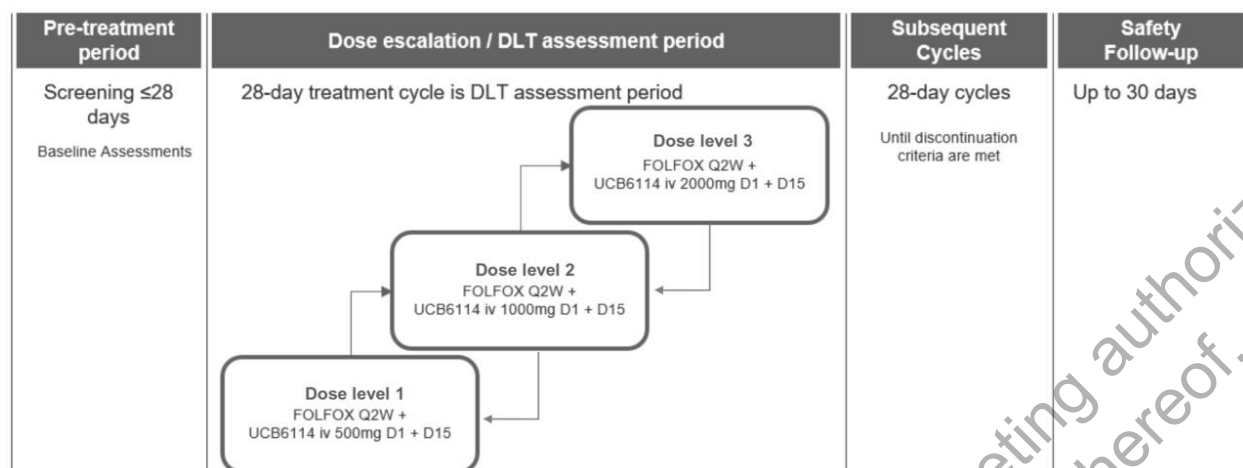 Pre-treatment
period
Dose escalation / DLT assessment period
Subsequent
Cycles
Safety
Follow-up
Screening ≤28
days
Baseline Assessments
28-day treatment cycle is DLT assessment period
Dose level 3
FOLFOX Q2W +
UCB6114 iv 2000mg D1 + D15
Dose level 2
FOLFOX Q2W +
UCB6114 iv 1000mg D1 + D15
Dose level 1
FOLFOX Q2W +
UCB6114 iv 500mg D1 + D15
28-day cycles
Until discontinuation
criteria are met
Up to 30 days
thereof.